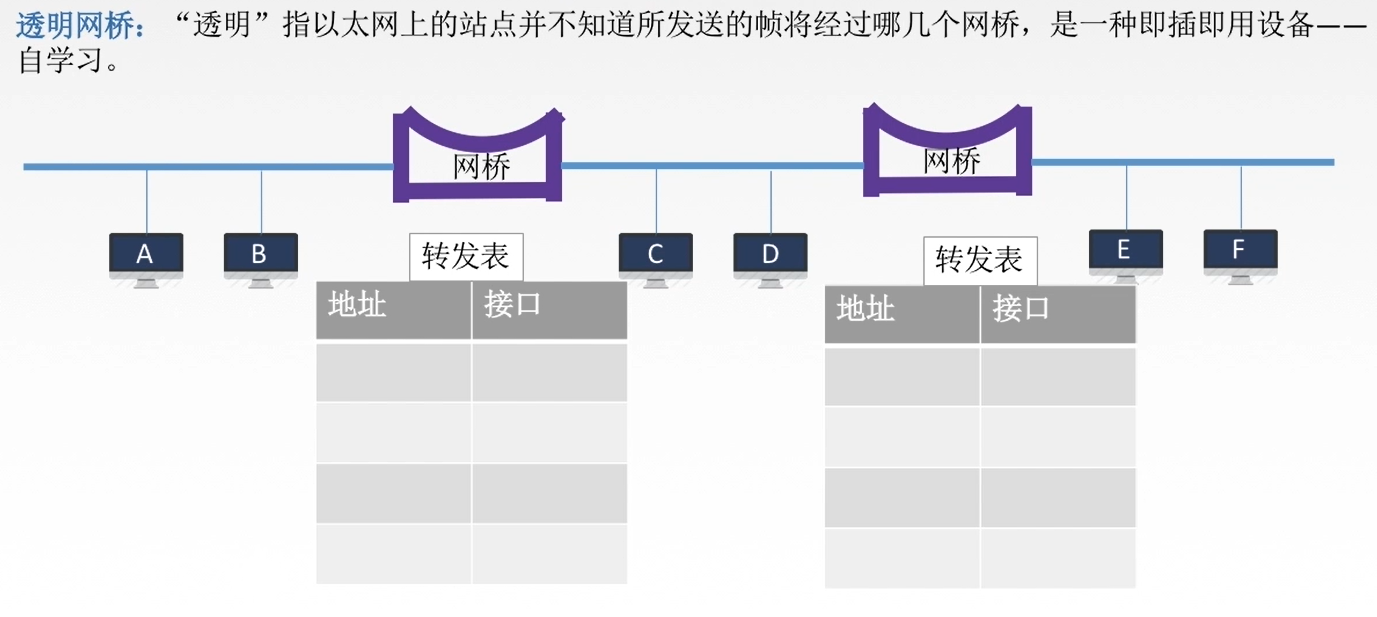 透明网桥：“透明”指以太网上的站点并不知道所发送的帧将经过哪几个网桥，是一种即插即用设备——
自学习。
网桥
网桥
A
B
C
D
E
F
转发表
地址 接口
转发表
地址 接口